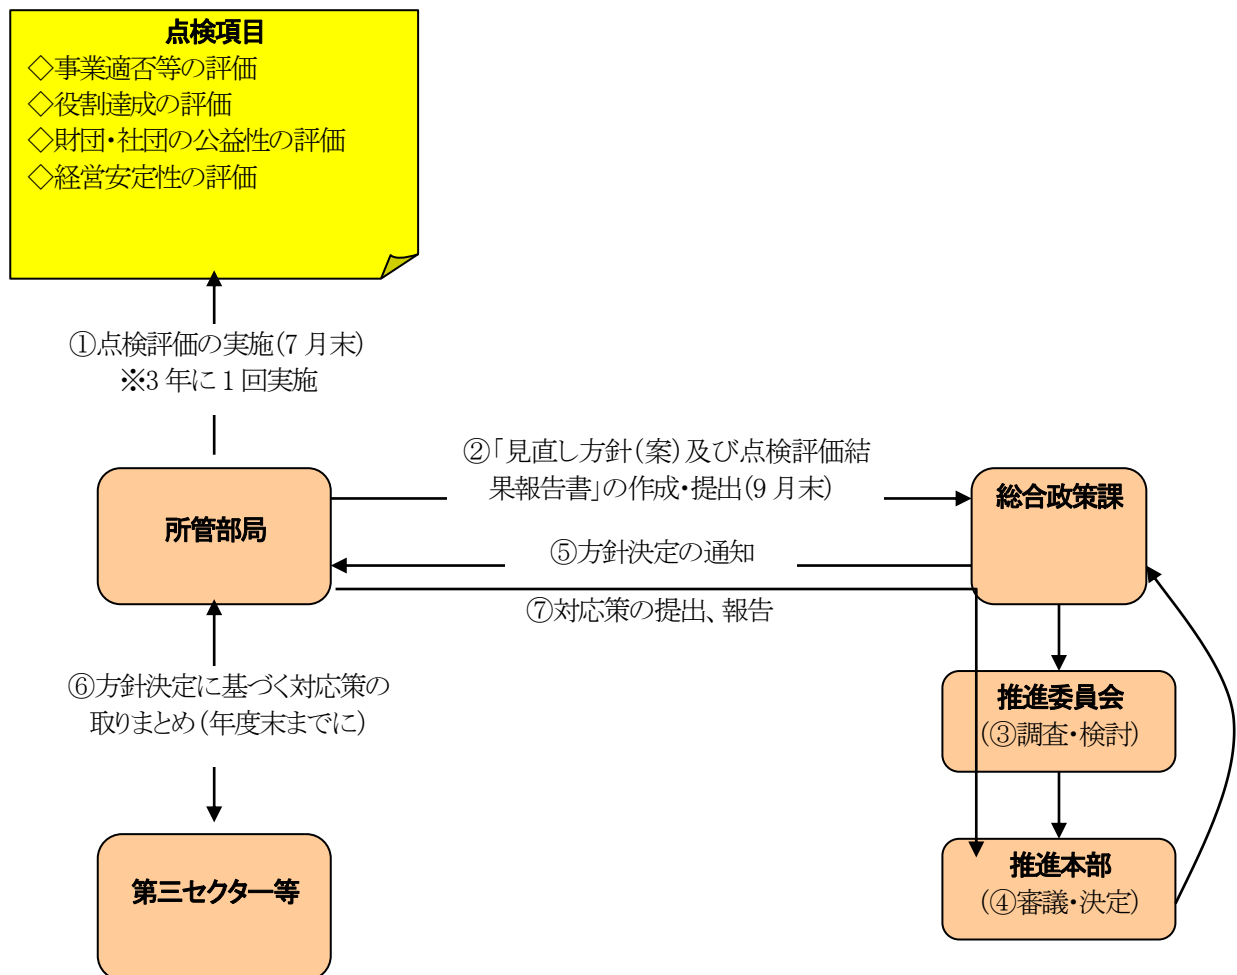 点検項目
◇事業適否等の評価
◇役割達成の評価
◇財団・社団の公益性の評価
◇経営安定性の評価
①点検評価の実施(7月末)
※3年に1回実施
②「見直し方針(案)及び点検評価結
果報告書」の作成・提出(9月末)
所管部局
総合政策課
⑤方針決定の通知
⑦対応策の提出、報告
⑥方針決定に基づく対応策の
取りまとめ(年度末までに)
推進委員会
(③調査・検討)
推進本部
(④審議・決定)
第三セクター等